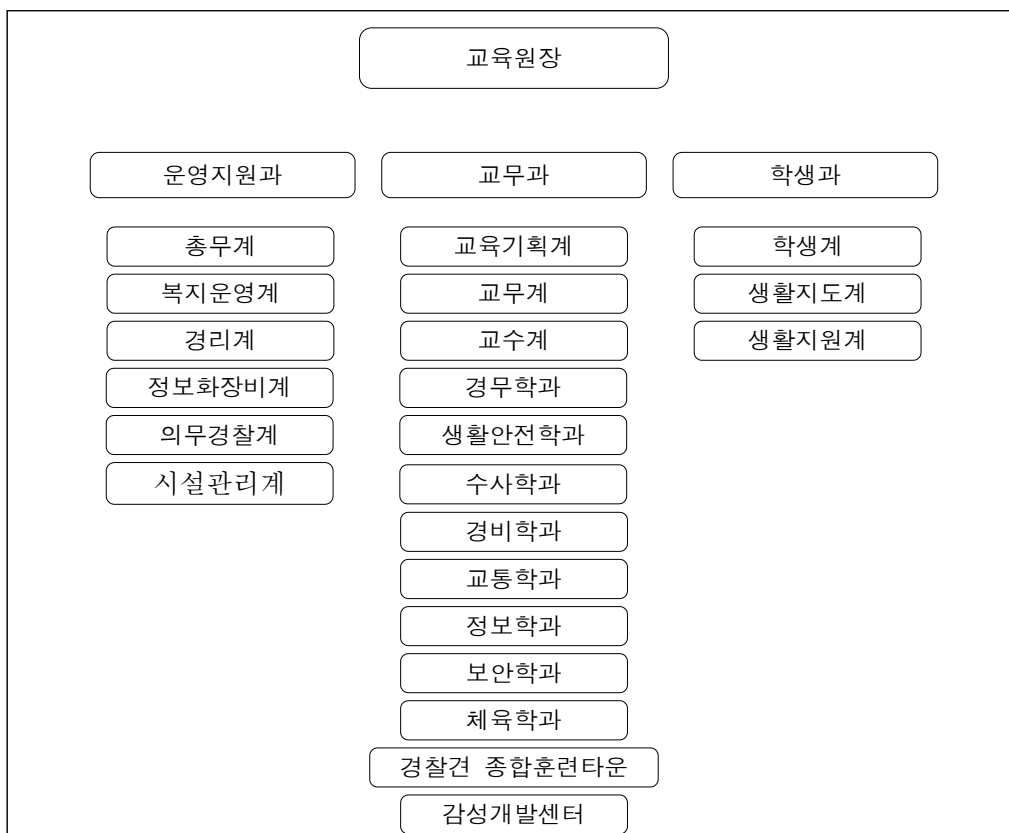 교육원장
운영지원과
교무과
학생과
총무계
복지운영계
경리계
정보화장비계
의무경찰계
시설관리계
교육기획계
교무계
교수계
경무학과
생활안전학과
수사학과
경비학과
교통학과
정보학과
보안학과
체육학과
경찰견 종합훈련타운
감성개발센터
학생계
생활지도계
생활지원계